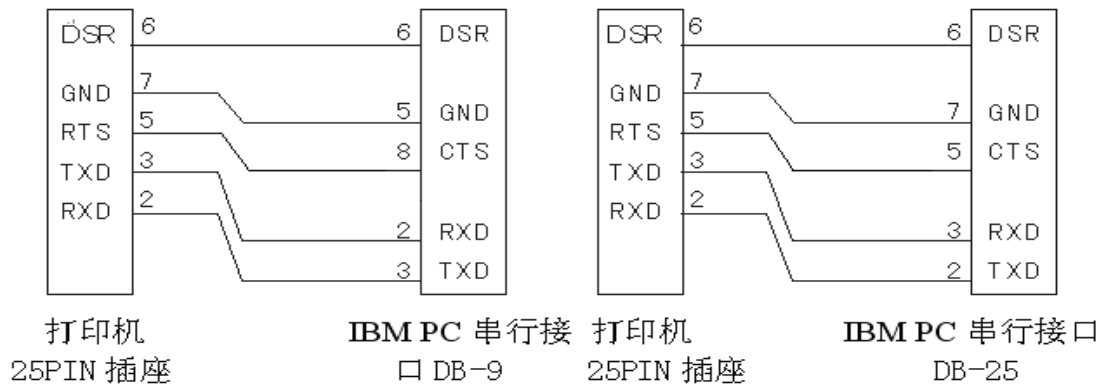 DSR 6 6 DSR DSR 6 6 DSR
GND 7 5 GND GND 7 7 GND
RTS 5 8 CTS RTS 5 5 CTS
TXD 3 2 RXD TXD 3 3 RXD
RXD 2 3 TXD RXD 2 2 TXD
打印机 IBM PC 串行接 打印机 IBM PC 串行接口
25PIN 插座 口 DB-9 25PIN 插座 DB-25